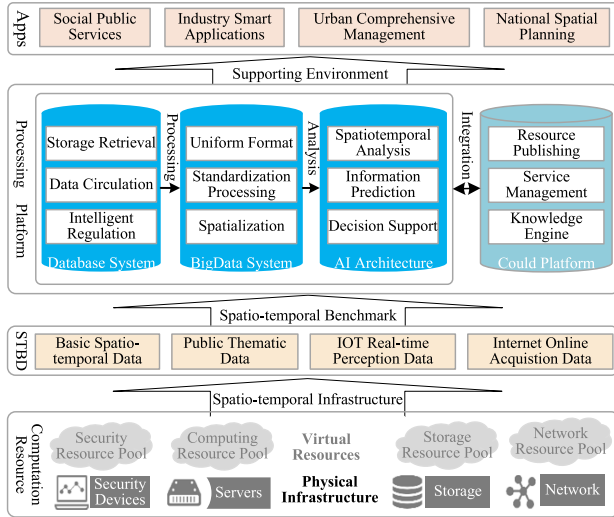 Apps
Social Public
Services
Industry Smart
Applications
Urban Comprehensive
Management
National Spatial
Planning
Supporting Environment
Processing Platform
Storage Retrieval
Data Circulation
Intelligent
Regulation
Database System
Processing
Uniform Format
Standardization
Processing
Spatialization
BigData System
Analysis
Spatiotemporal
Analysis
Information
Prediction
Decision Support
AI Architecture
Integration
Resource
Publishing
Service
Management
Knowledge
Engine
Could Platform
Spatio-temporal Benchmark
STBD
Basic Spatio-
temporal Data
Public Thematic
Data
IOT Real-time
Perception Data
Internet Online
Acquistion Data
Spatio-temporal Infrastructure
Computation
Resource
Security
Resource Pool
Computing
Resource Pool
Virtual
Resources
Storage
Resource Pool
Network
Resource Pool
Security
Devices
Servers
Physical
Infrastructure
Storage
Network